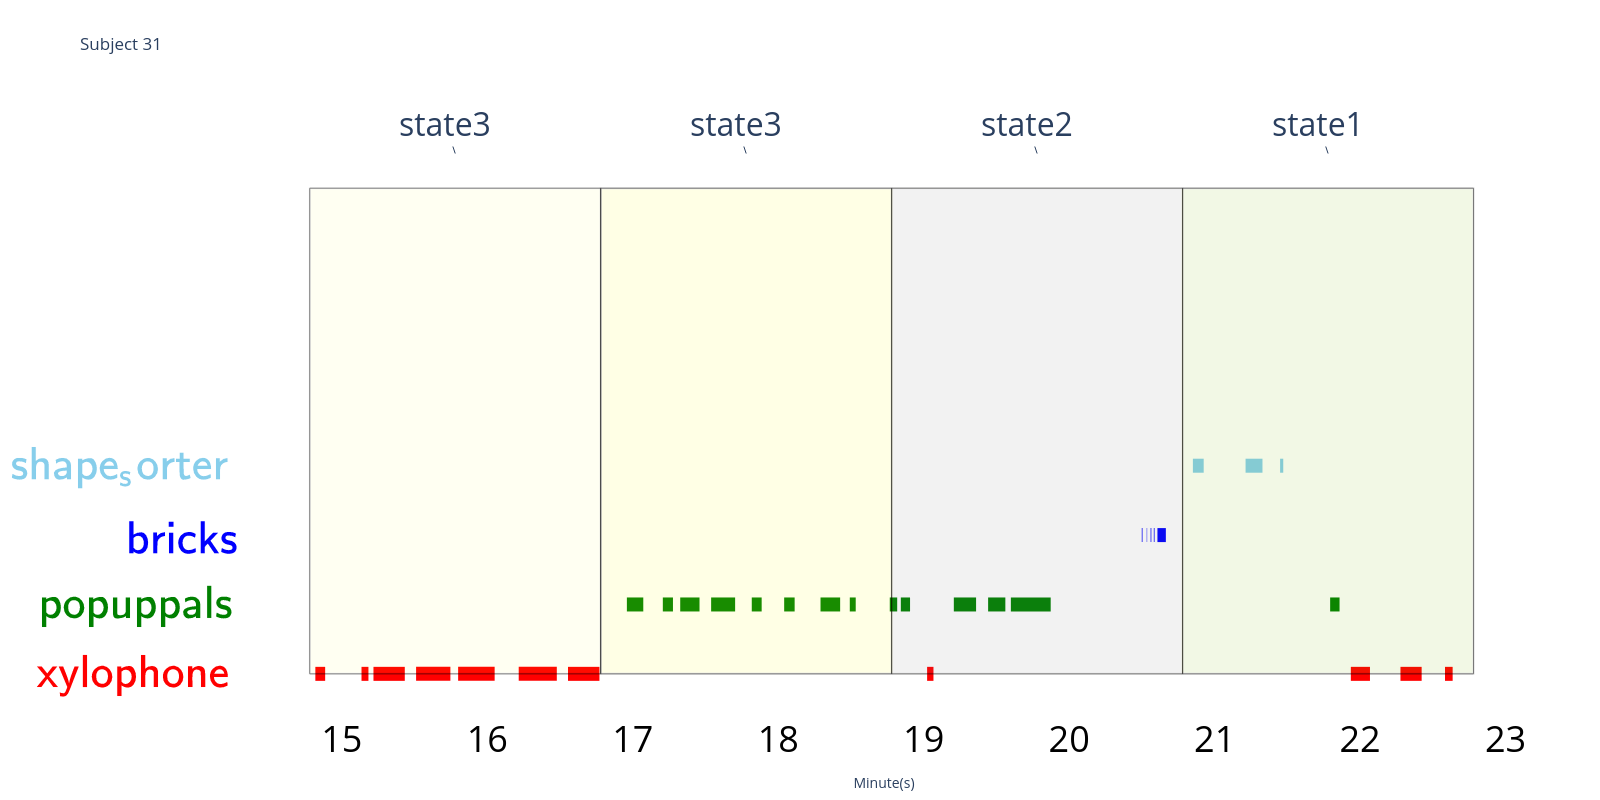 Subject 31
state3 state3 state2 state1
shapesorter
bricks
popuppals
xylophone
15 16 17 18 19 20 21 22 23
Minute(s)